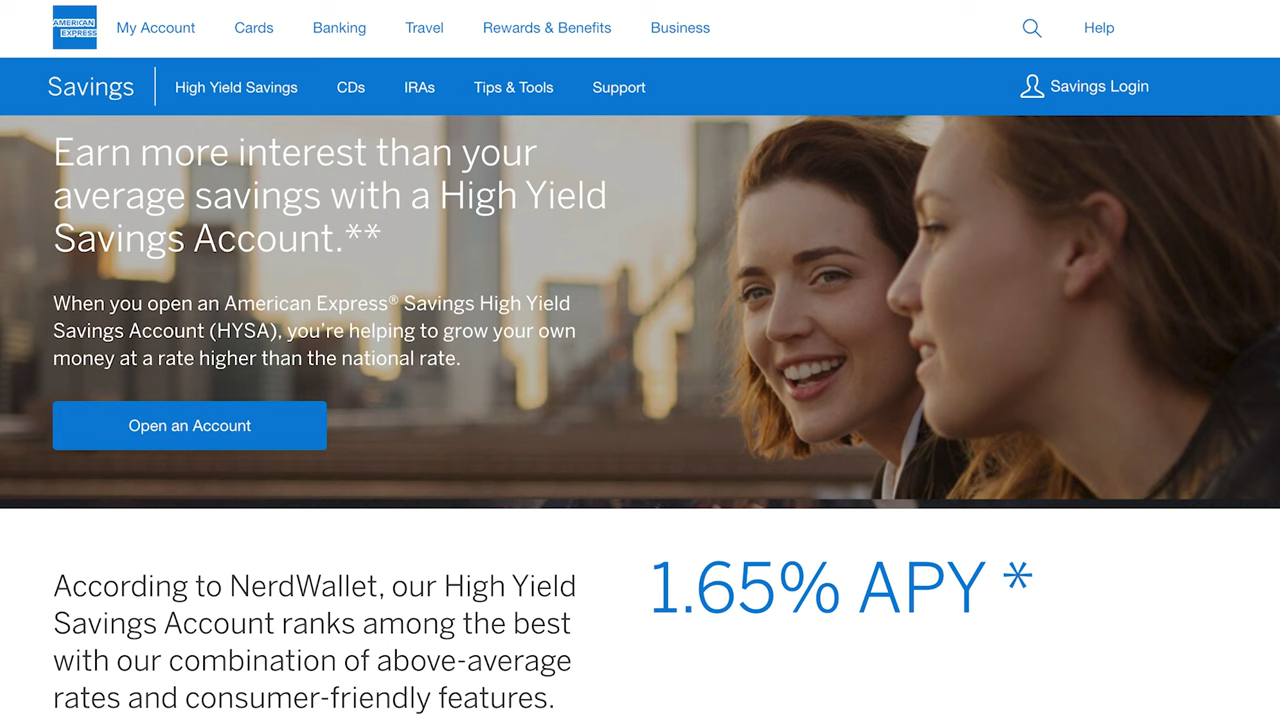 AMERICAN
EXPRESS
My Account
Cards
Banking
Travel
Rewards & Benefits
Business
Help
Savings
High Yield Savings
CDs
IRAs
Tips & Tools
Support
Savings Login
Earn more interest than your
average savings with a High Yield
Savings Account.**
When you open an American Express® Savings High Yield
Savings Account (HYSA), you're helping to grow your own
money at a rate higher than the national rate.
Open an Account
According to NerdWallet, our High Yield
Savings Account ranks among the best
with our combination of above-average
rates and consumer-friendly features.
1.65% APY *